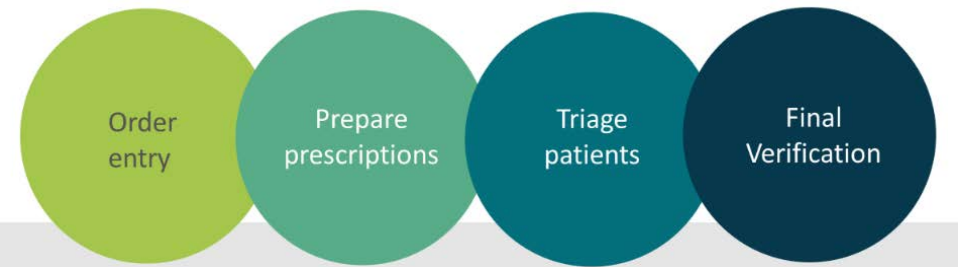 Order
entry
Prepare
prescriptions
Triage
patients
Final
Verification